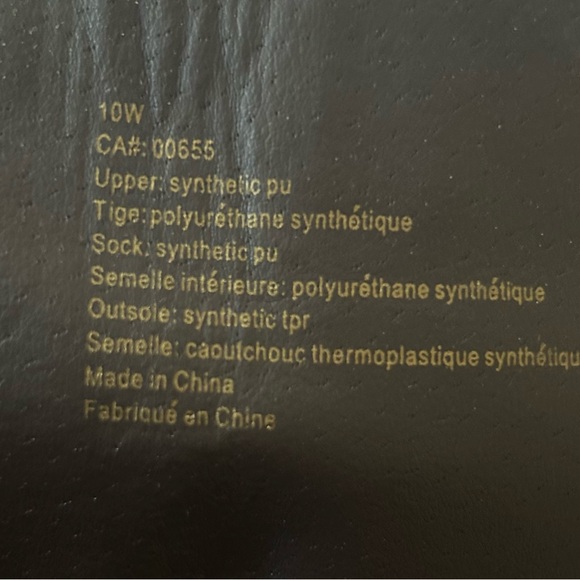 10W
CA#: 00655
Upper: synthetic pu
Tige: polyuréthane synthétique
Sock: synthetic pu
Semelle intérieure: polyuréthane synthétique
Outsole: synthetic tpr
Semelle: caoutchouc thermoplastique synthétiqu
Made in China
Fabriqué en Chine